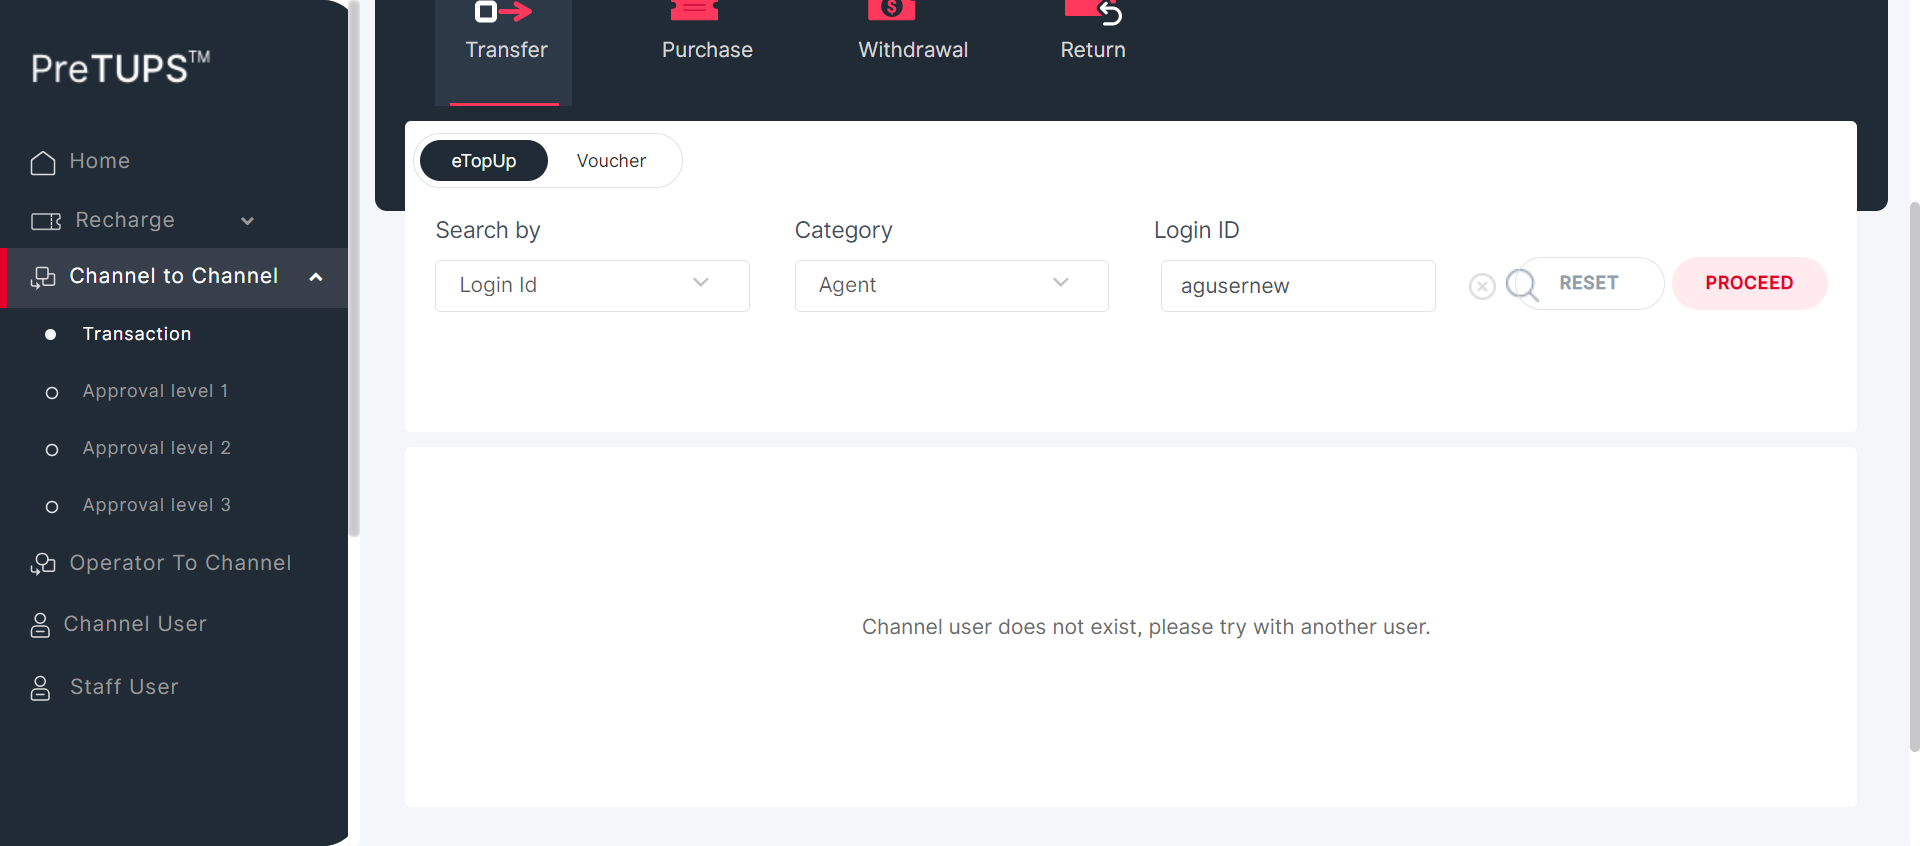 PreTUPS™
Home
Recharge
Channel to Channel
Transaction
Approval level 1
Approval level 2
Approval level 3
Operator To Channel
Channel User
Staff User
Transfer
Purchase
Withdrawal
Return
eTopUp
Voucher
Search by
Category
Login ID
Login Id
Agent
agusernew
RESET
PROCEED
Channel user does not exist, please try with another user.